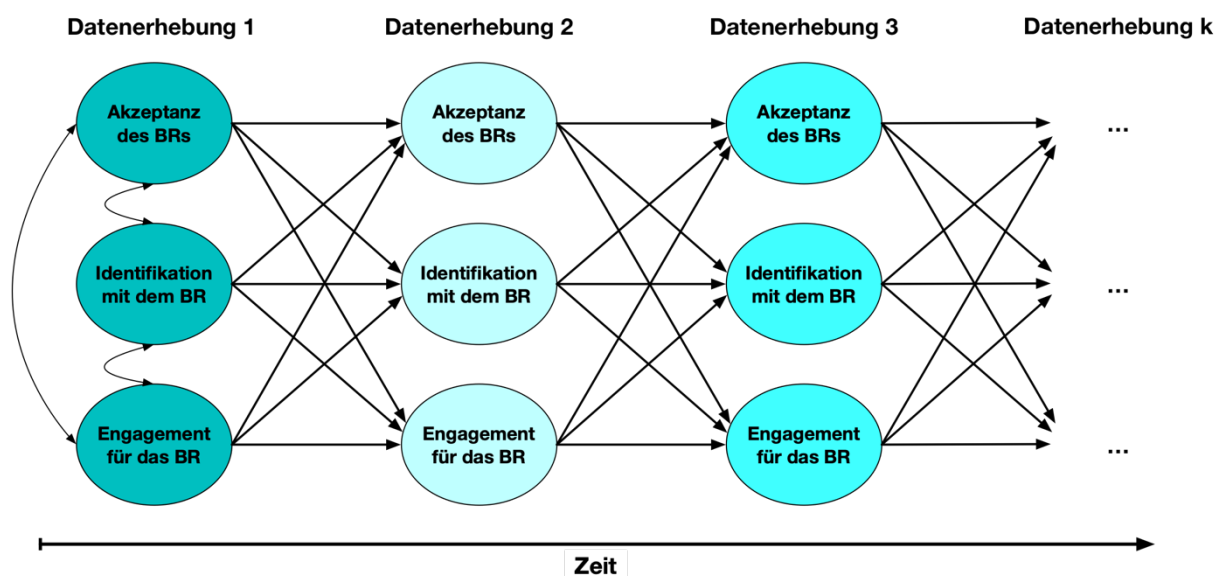 Datenerhebung 1
Datenerhebung 2
Datenerhebung 3
Datenerhebung k
Akzeptanz
des BRs
Akzeptanz
des BRs
Akzeptanz
des BRs
...
Identifikation
mit dem BR
Identifikation
mit dem BR
Identifikation
mit dem BR
...
Engagement
für das BR
Engagement
für das BR
Engagement
für das BR
...
Zeit